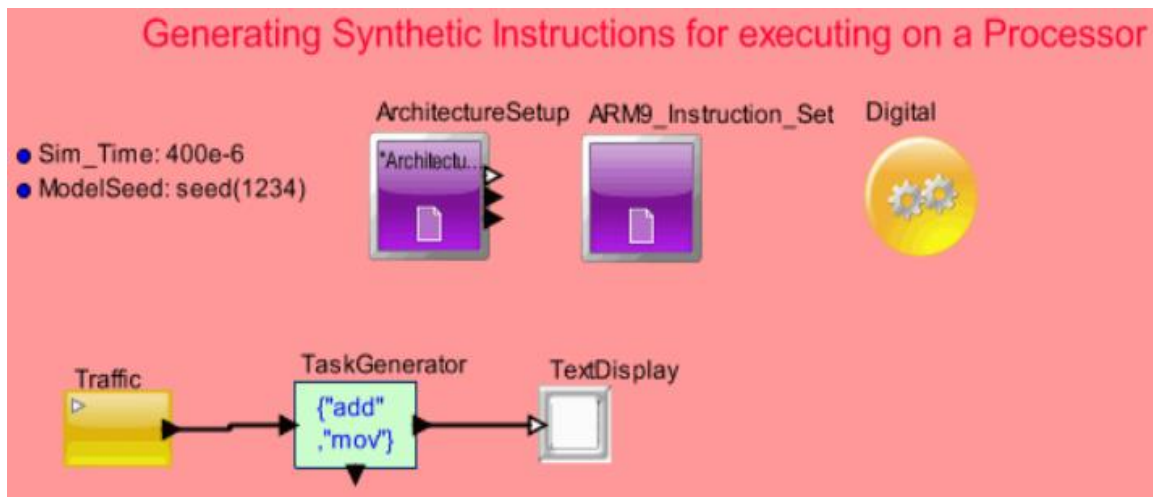 Generating Synthetic Instructions for executing on a Processor
ArchitectureSetup
ARM9_Instruction_Set
Digital
Sim_Time: 400e-6
ModelSeed: seed(1234)
"Architectu...
Traffic
TaskGenerator
TextDisplay
{"add"
,"mov"}